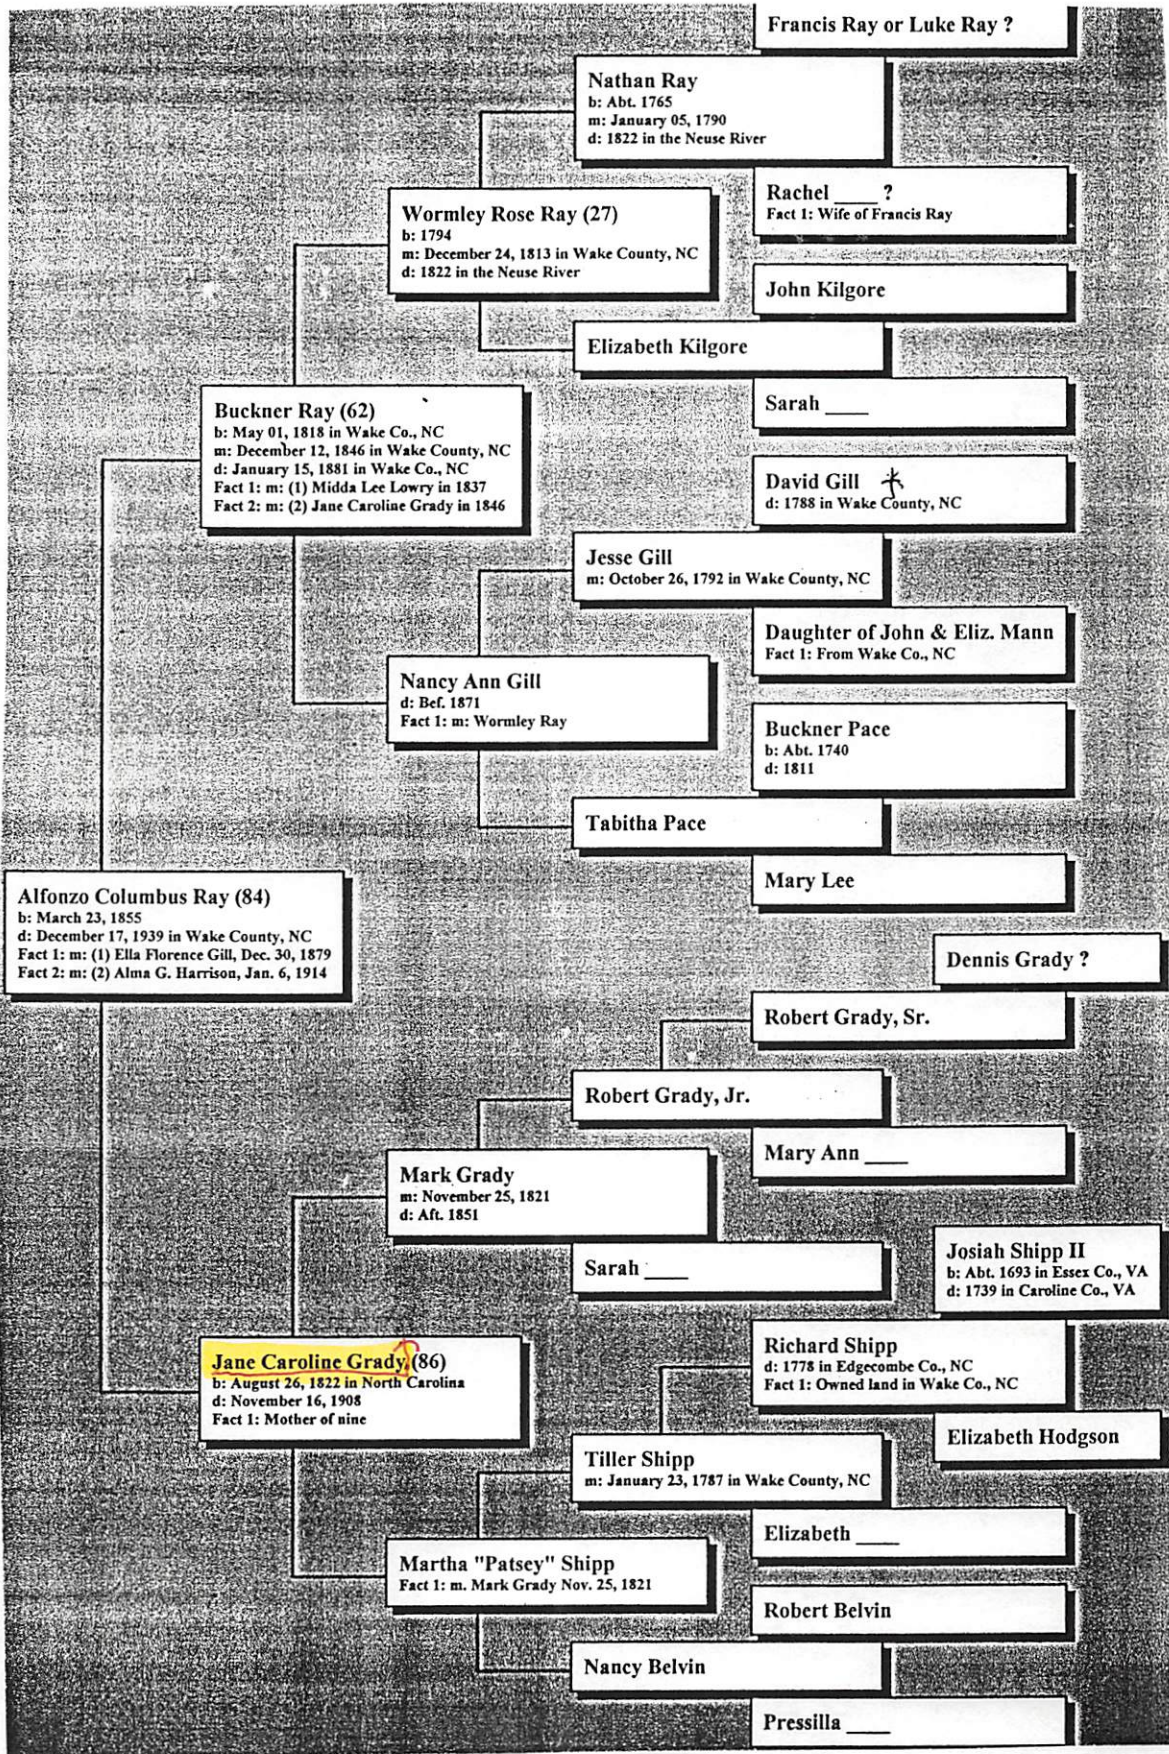 Francis Ray or Luke Ray ?
Nathan Ray
b: Abt. 1765
m: January 05, 1790
d: 1822 in the Neuse River
Rachel ____ ?
Fact 1: Wife of Francis Ray
Wormley Rose Ray (27)
b: 1794
m: December 24, 1813 in Wake County, NC
d: 1822 in the Neuse River
John Kilgore
Elizabeth Kilgore
Sarah ____
Buckner Ray (62)
b: May 01, 1818 in Wake Co., NC
m: December 12, 1846 in Wake County, NC
d: January 15, 1881 in Wake Co., NC
Fact 1: m: (1) Midda Lee Lowry in 1837
Fact 2: m: (2) Jane Caroline Grady in 1846
David Gill
d: 1788 in Wake County, NC
Jesse Gill
m: October 26, 1792 in Wake County, NC
Daughter of John & Eliz. Mann
Fact 1: From Wake Co., NC
Nancy Ann Gill
d: Bef. 1871
Fact 1: m: Wormley Ray
Buckner Pace
b: Abt. 1740
d: 1811
Tabitha Pace
Mary Lee
Alfonzo Columbus Ray (84)
b: March 23, 1855
d: December 17, 1939 in Wake County, NC
Fact 1: m: (1) Ella Florence Gill, Dec. 30, 1879
Fact 2: m: (2) Alma G. Harrison, Jan. 6, 1914
Dennis Grady ?
Robert Grady, Sr.
Robert Grady, Jr.
Mary Ann ____
Mark Grady
m: November 25, 1821
d: Aft. 1851
Sarah ____
Josiah Shipp II
b: Abt. 1693 in Essex Co., VA
d: 1739 in Caroline Co., VA
Jane Caroline Grady (86)
b: August 26, 1822 in North Carolina
d: November 16, 1908
Fact 1: Mother of nine
Richard Shipp
d: 1778 in Edgecombe Co., NC
Fact 1: Owned land in Wake Co., NC
Elizabeth Hodgson
Tiller Shipp
m: January 23, 1787 in Wake County, NC
Elizabeth ____
Martha "Patsey" Shipp
Fact 1: m. Mark Grady Nov. 25, 1821
Robert Belvin
Nancy Belvin
Pressilla ____